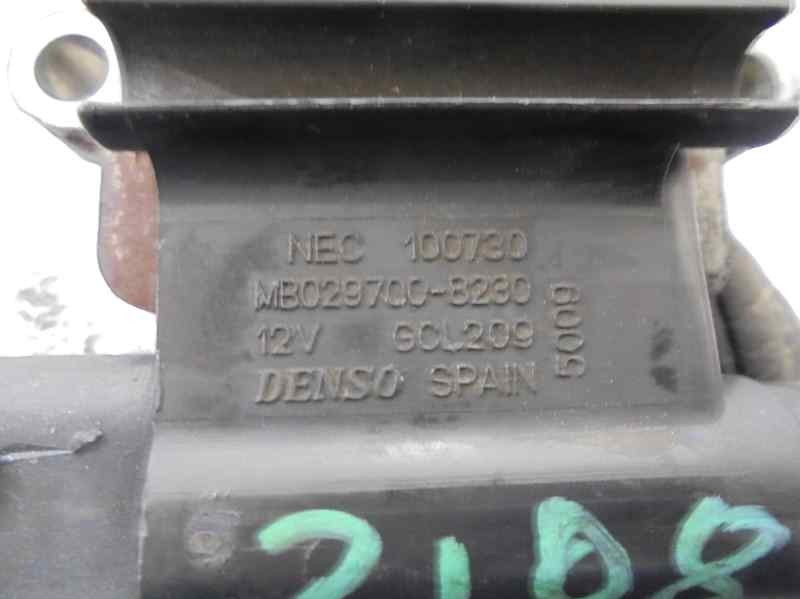 NEC 100730
MB029700-8230
12V GCL209
DENSO SPAIN
5009
2108